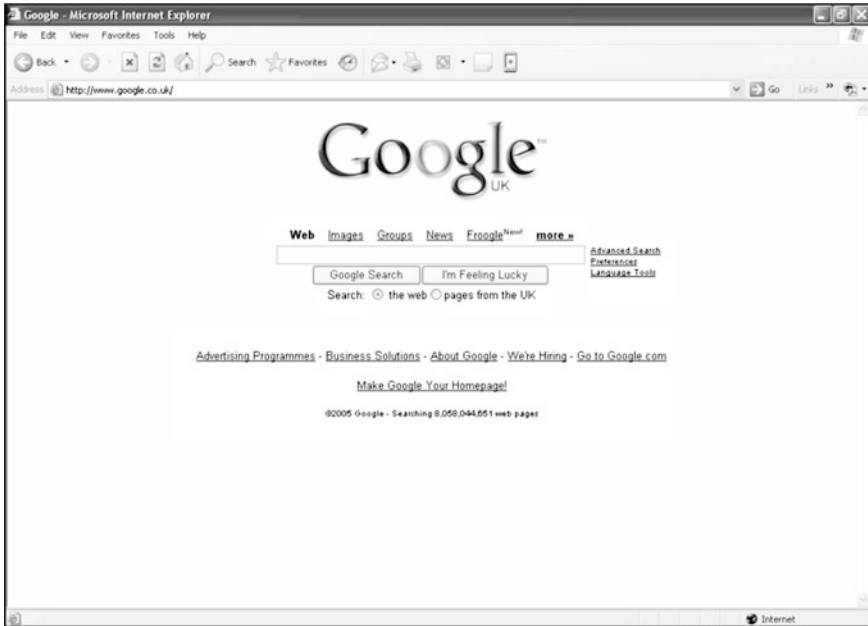 Google - Microsoft Internet Explorer
File Edit View Favorites Tools Help
Back Search Favorites
Address http://www.google.co.uk/ Go Links »
Google™
UK
Web Images Groups News Froogle New! more »
Advanced Search
Preferences
Language Tools
Google Search I'm Feeling Lucky
Search: the web pages from the UK
Advertising Programmes - Business Solutions - About Google - We're Hiring - Go to Google.com
Make Google Your Homepage!
©2005 Google - Searching 8,058,044,651 web pages
Internet